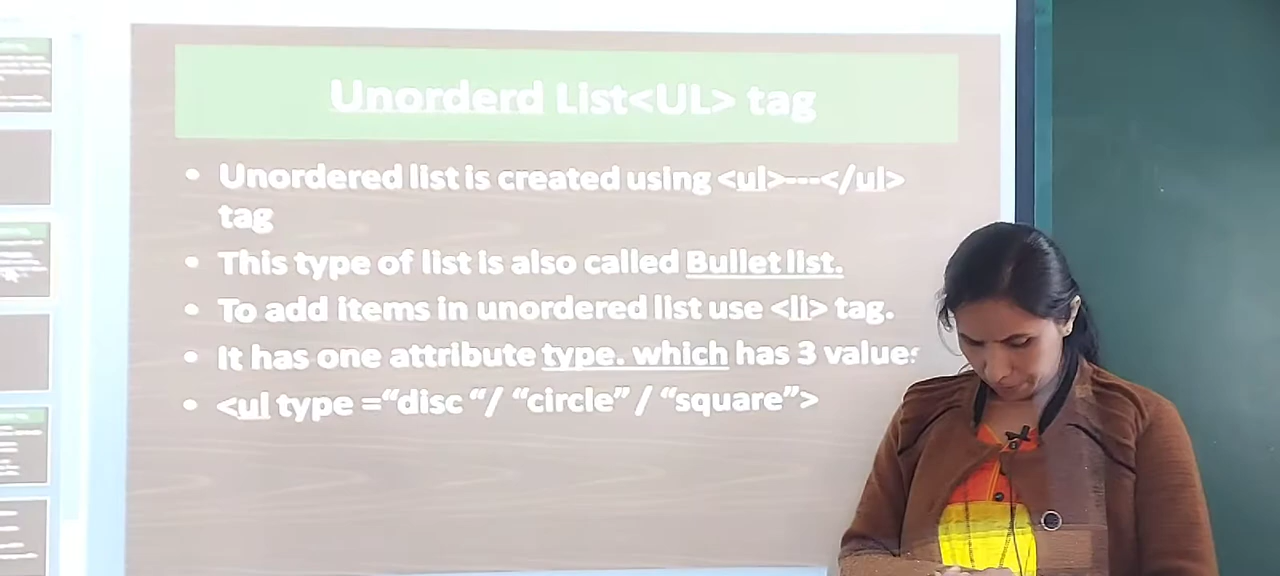 Unorderd List<UL> tag
• Unordered list is created using <ul>---</ul>
tag
• This type of list is also called Bullet list.
• To add items in unordered list use <li> tag.
• It has one attribute type. which has 3 values
• <ul type =“disc “/ “circle” / “square”>